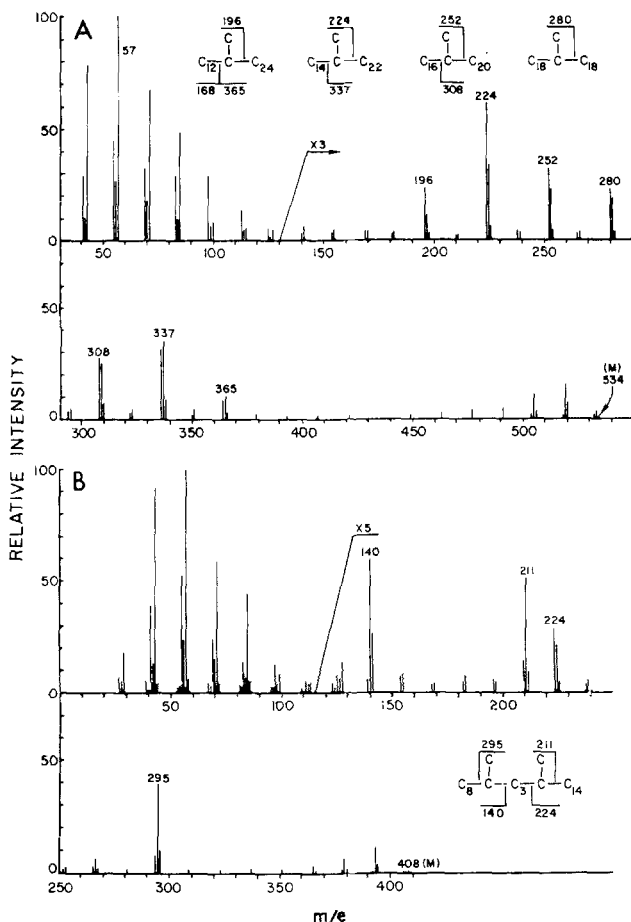 A
196 224 252 280
C C C C
C12 C C24 C14 C C22 C16 C C20 C18 C C18
168 365 337 308
57
X3
196 224 252 280
100
50
0
50 100 150 200 250
308 337 365
(M)
534
50
0
300 350 400 450 500
RELATIVE INTENSITY
B
X5
140 211 224
100
50
0
50 100 150 200
295 211
C C
C8 C C3 C C14
140 224
295
408 (M)
50
0
250 300 350 400
m/e